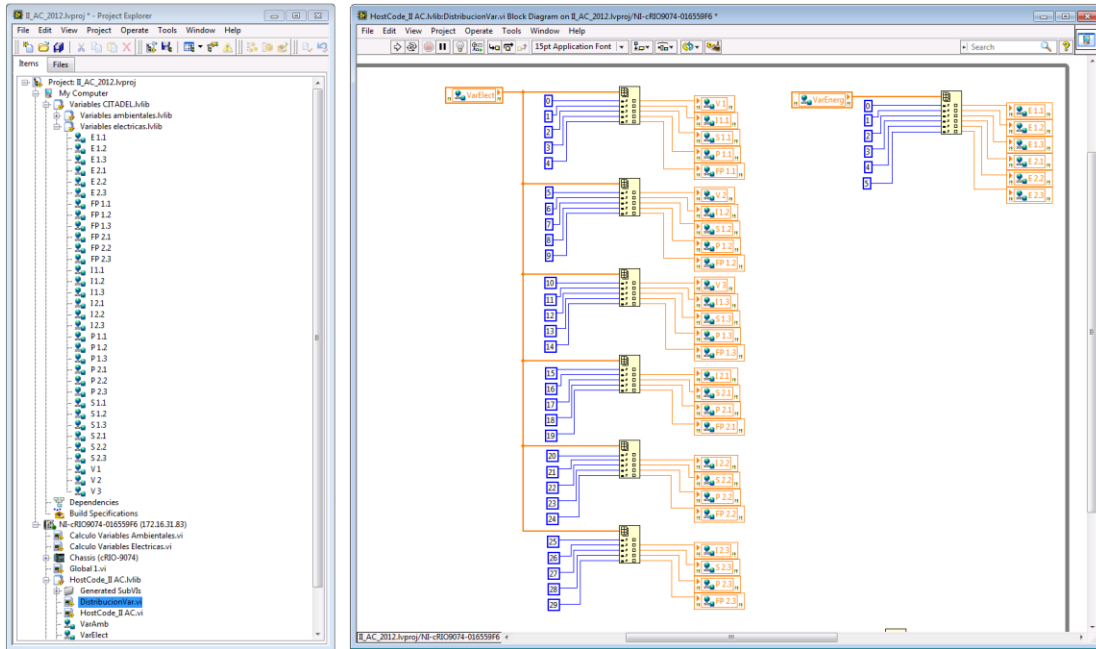 II_AC_2012.lvproj * - Project Explorer
File Edit View Project Operate Tools Window Help
Items Files
Project: II_AC_2012.lvproj
My Computer
Variables CITADEL.lvlib
Variables ambientales.lvlib
Variables electricas.lvlib
E 1.1
E 1.2
E 1.3
E 2.1
E 2.2
E 2.3
FP 1.1
FP 1.2
FP 1.3
FP 2.1
FP 2.2
FP 2.3
I 1.1
I 1.2
I 1.3
I 2.1
I 2.2
I 2.3
P 1.1
P 1.2
P 1.3
P 2.1
P 2.2
P 2.3
S 1.1
S 1.2
S 1.3
S 2.1
S 2.2
S 2.3
V 1
V 2
V 3
Dependencies
Build Specifications
NI-cRIO9074-016559F6 (172.16.31.83)
Calculo Variables Ambientales.vi
Calculo Variables Electricas.vi
Chassis (cRIO-9074)
Global 1.vi
HostCode_II AC.lvlib
Generated SubVIs
DistribucionVar.vi
HostCode_II AC.vi
VarAmb
VarElect
HostCode_II AC.lvlib:DistribucionVar.vi Block Diagram on II_AC_2012.lvproj/NI-cRIO9074-016559F6 *
File Edit View Project Operate Tools Window Help
15pt Application Font Search
VarElect
0
1
2
3
4
V 1
I 1.1
S 1.1
P 1.1
FP 1.1
5
6
7
8
9
V 2
I 1.2
S 1.2
P 1.2
FP 1.2
10
11
12
13
14
V 3
I 1.3
S 1.3
P 1.3
FP 1.3
15
16
17
18
19
I 2.1
S 2.1
P 2.1
FP 2.1
20
21
22
23
24
I 2.2
S 2.2
P 2.2
FP 2.2
25
26
27
28
29
I 2.3
S 2.3
P 2.3
FP 2.3
VarEnerg
0
1
2
3
4
5
E 1.1
E 1.2
E 1.3
E 2.1
E 2.2
E 2.3
II_AC_2012.lvproj/NI-cRIO9074-016559F6